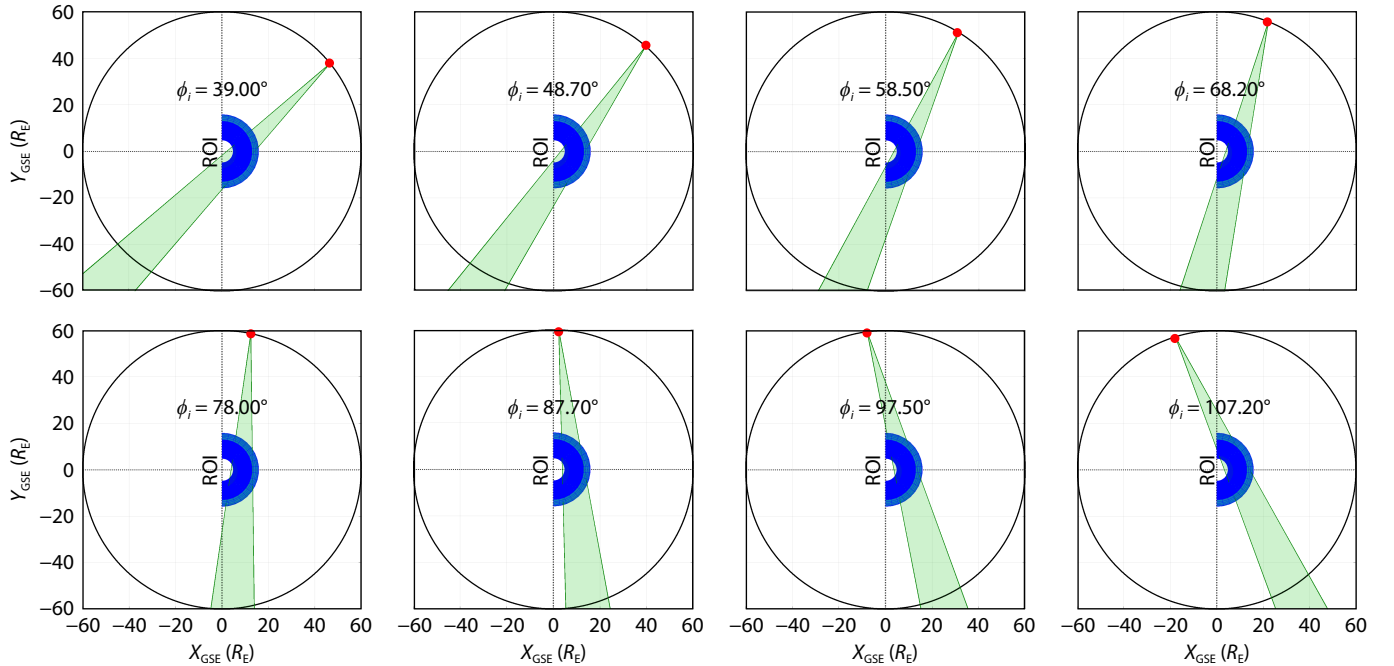 60
40
20
0
−20
−40
−60
Y_GSE (R_E)
ϕ_i = 39.00°
ROI
ϕ_i = 48.70°
ROI
ϕ_i = 58.50°
ROI
ϕ_i = 68.20°
ROI
60
40
20
0
−20
−40
−60
Y_GSE (R_E)
ϕ_i = 78.00°
ROI
ϕ_i = 87.70°
ROI
ϕ_i = 97.50°
ROI
ϕ_i = 107.20°
ROI
−60 −40 −20 0 20 40 60
−60 −40 −20 0 20 40 60
−60 −40 −20 0 20 40 60
−60 −40 −20 0 20 40 60
X_GSE (R_E)
X_GSE (R_E)
X_GSE (R_E)
X_GSE (R_E)